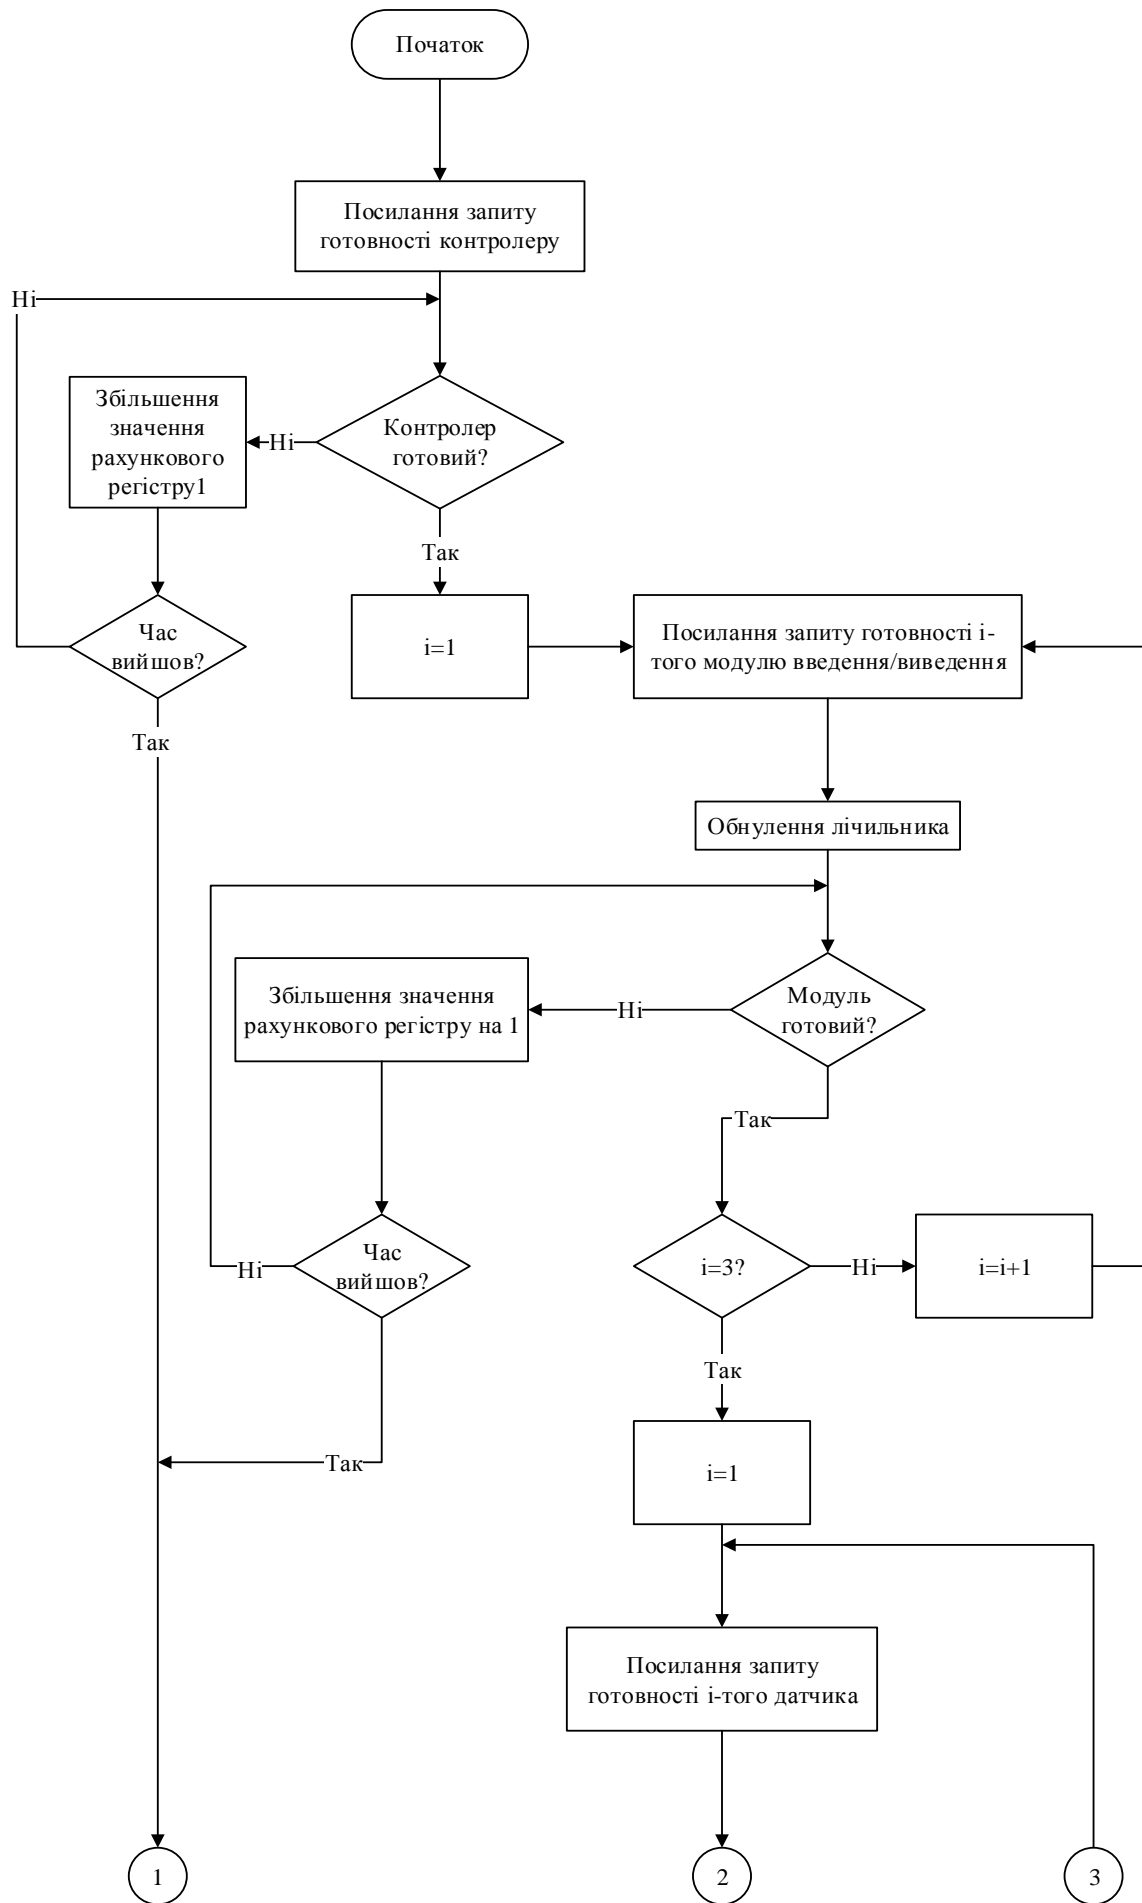 Початок
Посилання запиту
готовності контролеру
Ні
Збільшення
значення
рахункового
регістру1
Ні
Контролер
готовий?
Так
Час
вийшов?
i=1
Посилання запиту готовності і-
того модулю введення/виведення
Так
Обнулення лічильника
Збільшення значення
рахункового регістру на 1
Ні
Модуль
готовий?
Так
Ні
Час
вийшов?
i=3?
Ні
i=i+1
Так
Так
i=1
Посилання запиту
готовності і-того датчика
1
2
3